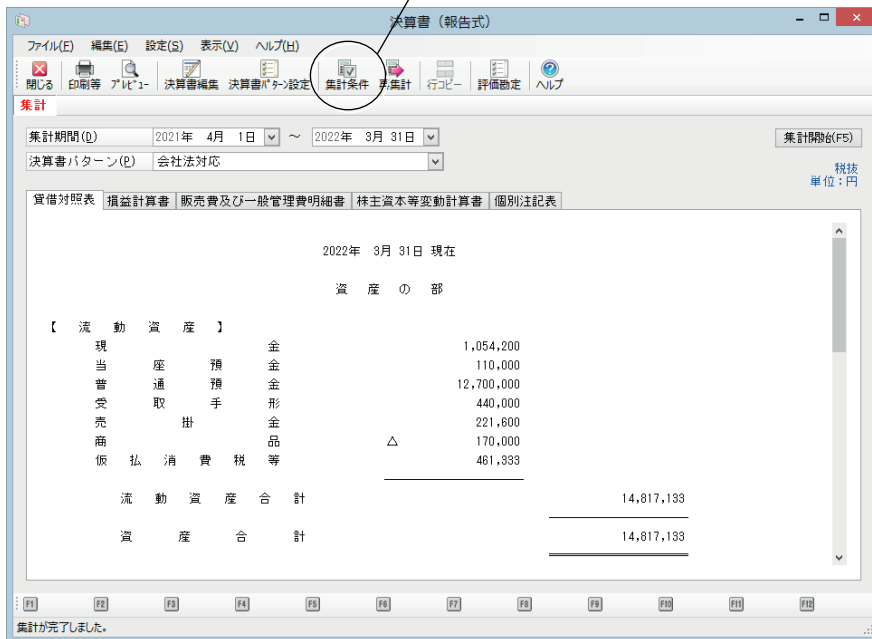 決算書（報告式）
ファイル(F) 編集(E) 設定(S) 表示(V) ヘルプ(H)
閉じる 印刷等 プレビュー 決算書編集 決算書パターン設定 集計条件 再集計 行コピー 評価勘定 ヘルプ
集計
集計期間(D) 2021年 4月 1日 ～ 2022年 3月 31日 集計開始(F5)
決算書パターン(P) 会社法対応
税抜
単位：円
貸借対照表 損益計算書 販売費及び一般管理費明細書 株主資本等変動計算書 個別注記表
2022年 3月 31日 現在
資 産 の 部
【 流 動 資 産 】
現 金 1,054,200
当 座 預 金 110,000
普 通 預 金 12,700,000
受 取 手 形 440,000
売 掛 金 221,600
商 品 △ 170,000
仮 払 消 費 税 等 461,333
流 動 資 産 合 計 14,817,133
資 産 合 計 14,817,133
F1 F2 F3 F4 F5 F6 F7 F8 F9 F10 F11 F12
集計が完了しました。